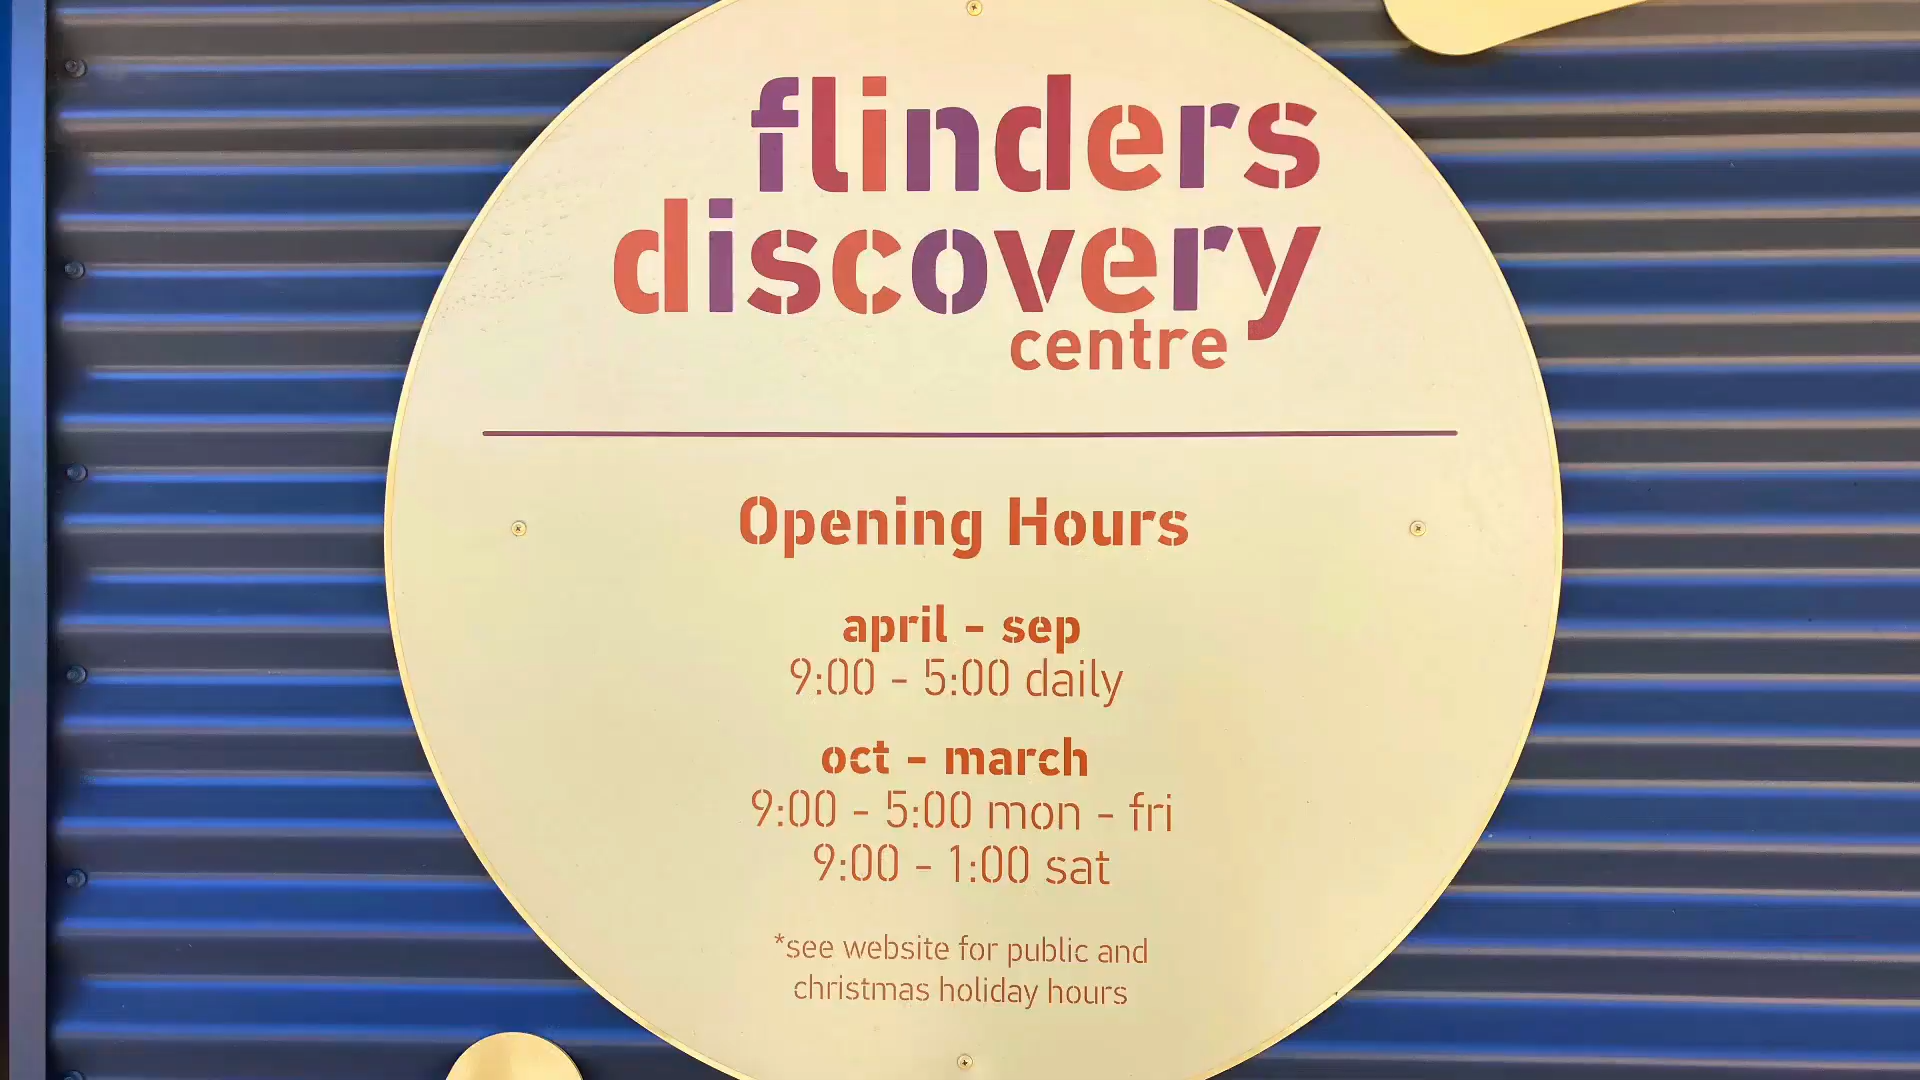 flinders
discovery
centre
Opening Hours
april - sep
9:00 - 5:00 daily
oct - march
9:00 - 5:00 mon - fri
9:00 - 1:00 sat
*see website for public and
christmas holiday hours